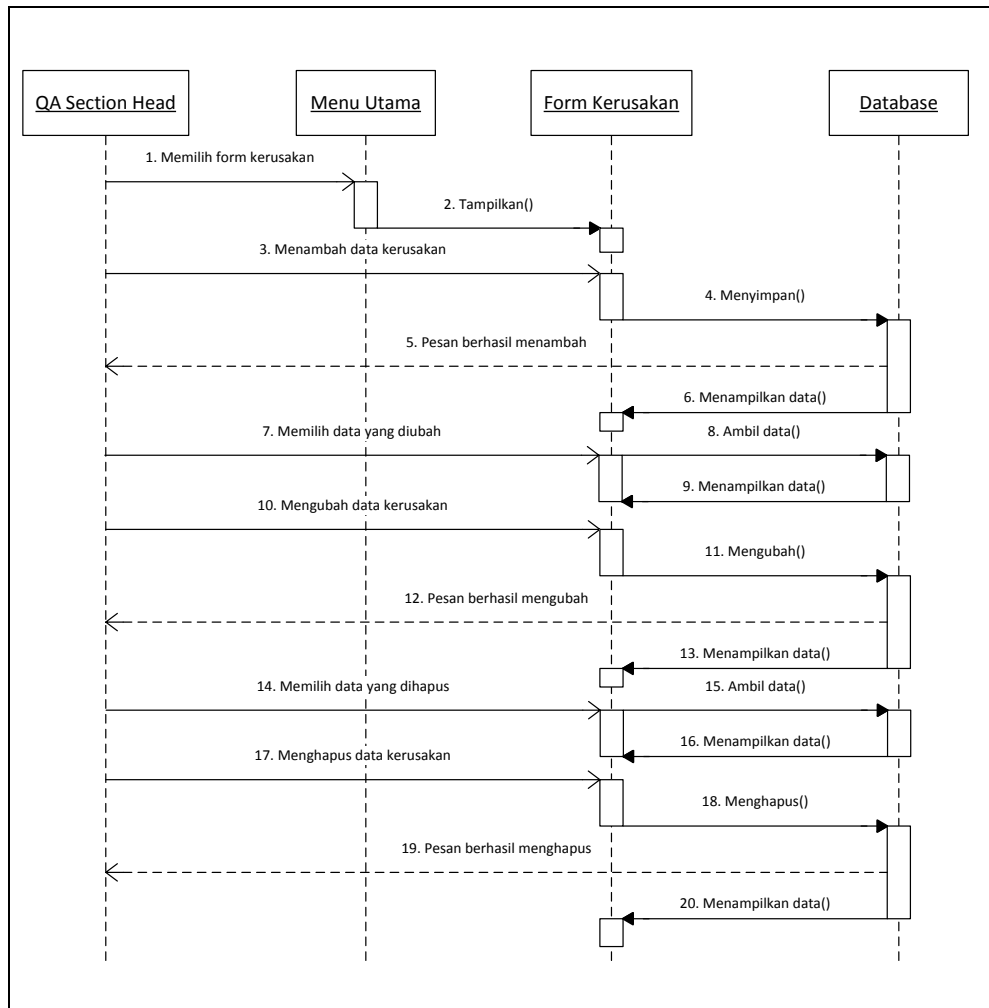 QA Section Head
Menu Utama
Form Kerusakan
Database
1. Memilih form kerusakan
2. Tampilkan()
3. Menambah data kerusakan
4. Menyimpan()
5. Pesan berhasil menambah
6. Menampilkan data()
7. Memilih data yang diubah
8. Ambil data()
9. Menampilkan data()
10. Mengubah data kerusakan
11. Mengubah()
12. Pesan berhasil mengubah
13. Menampilkan data()
14. Memilih data yang dihapus
15. Ambil data()
16. Menampilkan data()
17. Menghapus data kerusakan
18. Menghapus()
19. Pesan berhasil menghapus
20. Menampilkan data()